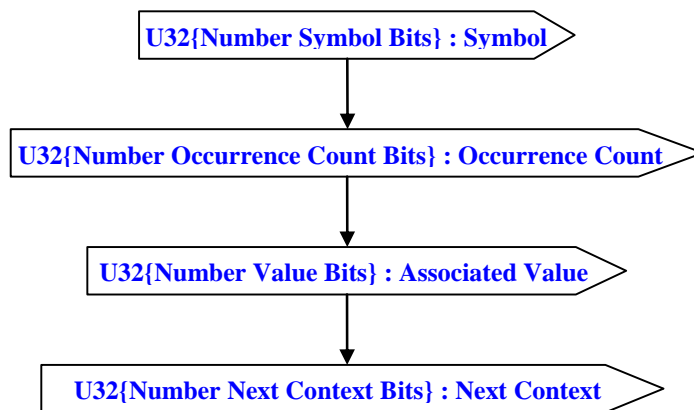 U32{Number Symbol Bits} : Symbol
U32{Number Occurrence Count Bits} : Occurrence Count
U32{Number Value Bits} : Associated Value
U32{Number Next Context Bits} : Next Context